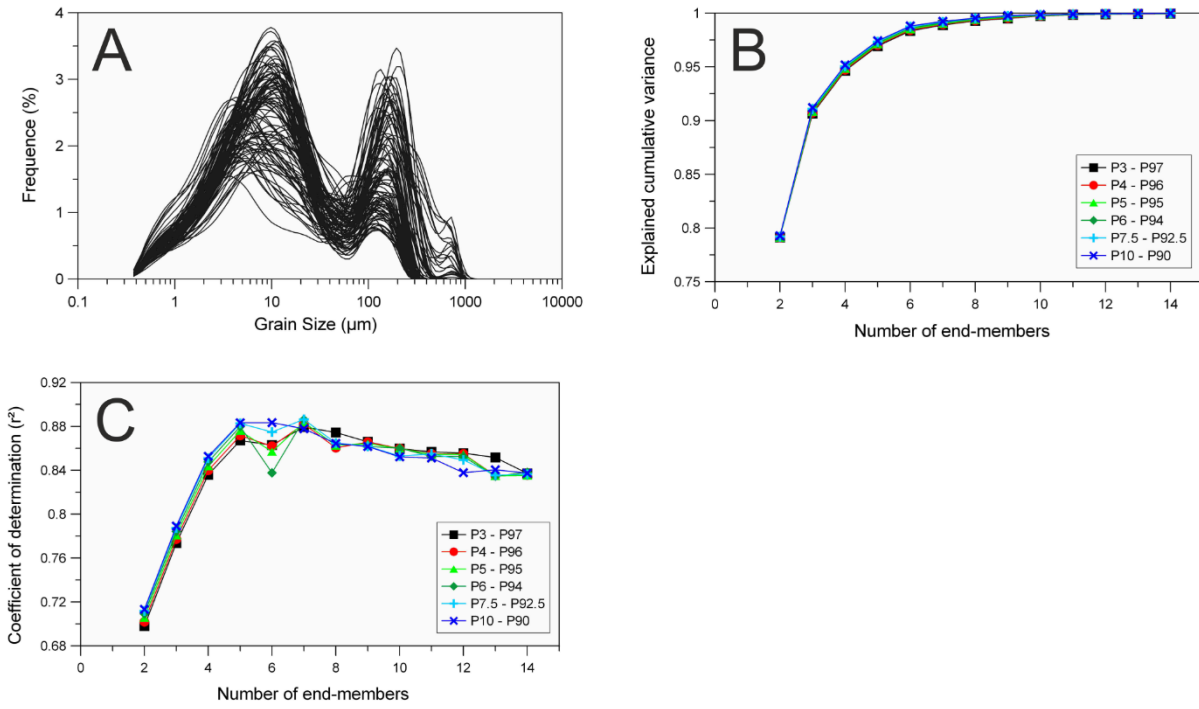 A
4
3
2
1
0
Frequence (%)
0.1 1 10 100 1000 10000
Grain Size (µm)
B
1
0.95
0.9
0.85
0.8
0.75
Explained cumulative variance
P3 - P97
P4 - P96
P5 - P95
P6 - P94
P7.5 - P92.5
P10 - P90
0 2 4 6 8 10 12 14
Number of end-members
C
0.92
0.88
0.84
0.8
0.76
0.72
0.68
Coefficient of determination (r²)
P3 - P97
P4 - P96
P5 - P95
P6 - P94
P7.5 - P92.5
P10 - P90
0 2 4 6 8 10 12 14
Number of end-members